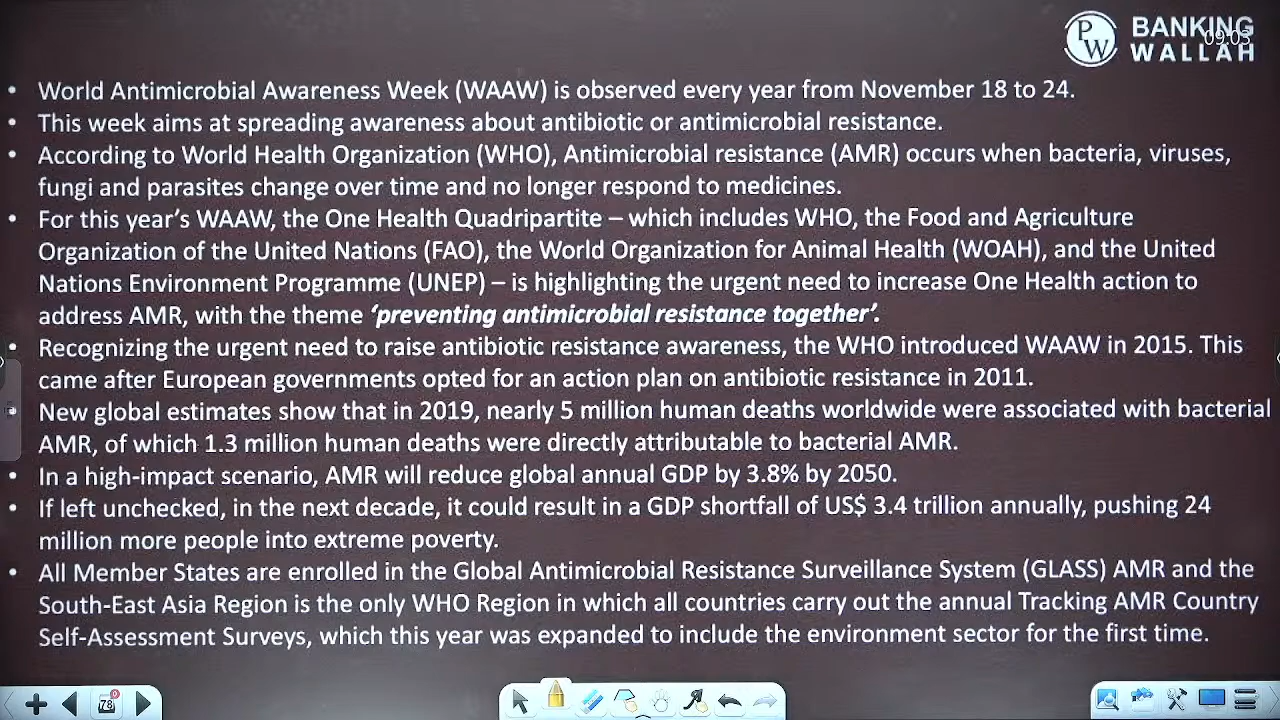 BANKING
WALLAH
PW
09:03
• World Antimicrobial Awareness Week (WAAW) is observed every year from November 18 to 24.
• This week aims at spreading awareness about antibiotic or antimicrobial resistance.
• According to World Health Organization (WHO), Antimicrobial resistance (AMR) occurs when bacteria, viruses,
fungi and parasites change over time and no longer respond to medicines.
• For this year's WAAW, the One Health Quadripartite – which includes WHO, the Food and Agriculture
Organization of the United Nations (FAO), the World Organization for Animal Health (WOAH), and the United
Nations Environment Programme (UNEP) – is highlighting the urgent need to increase One Health action to
address AMR, with the theme 'preventing antimicrobial resistance together'.
• Recognizing the urgent need to raise antibiotic resistance awareness, the WHO introduced WAAW in 2015. This
came after European governments opted for an action plan on antibiotic resistance in 2011.
• New global estimates show that in 2019, nearly 5 million human deaths worldwide were associated with bacterial
AMR, of which 1.3 million human deaths were directly attributable to bacterial AMR.
• In a high-impact scenario, AMR will reduce global annual GDP by 3.8% by 2050.
• If left unchecked, in the next decade, it could result in a GDP shortfall of US$ 3.4 trillion annually, pushing 24
million more people into extreme poverty.
• All Member States are enrolled in the Global Antimicrobial Resistance Surveillance System (GLASS) AMR and the
South-East Asia Region is the only WHO Region in which all countries carry out the annual Tracking AMR Country
Self-Assessment Surveys, which this year was expanded to include the environment sector for the first time.
78
0